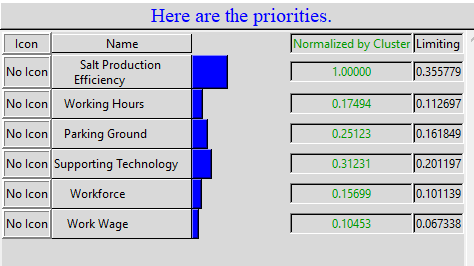 Here are the priorities.
Icon Name Normalized by Cluster Limiting
No Icon Salt Production Efficiency 1.00000 0.355779
No Icon Working Hours 0.17494 0.112697
No Icon Parking Ground 0.25123 0.161849
No Icon Supporting Technology 0.31231 0.201197
No Icon Workforce 0.15699 0.101139
No Icon Work Wage 0.10453 0.067338